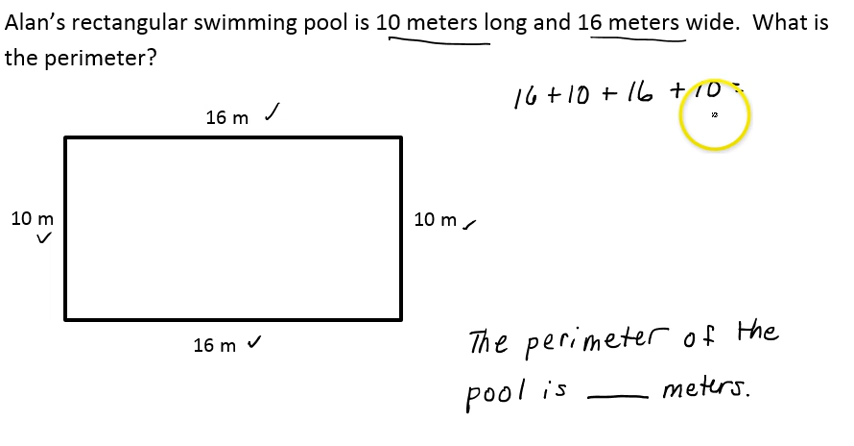 Alan's rectangular swimming pool is 10 meters long and 16 meters wide. What is
the perimeter?
16 + 10 + 16 + 10 =
16 m ✓
10 m
✓
10 m ✓
16 m ✓
The perimeter of the
pool is ___ meters.